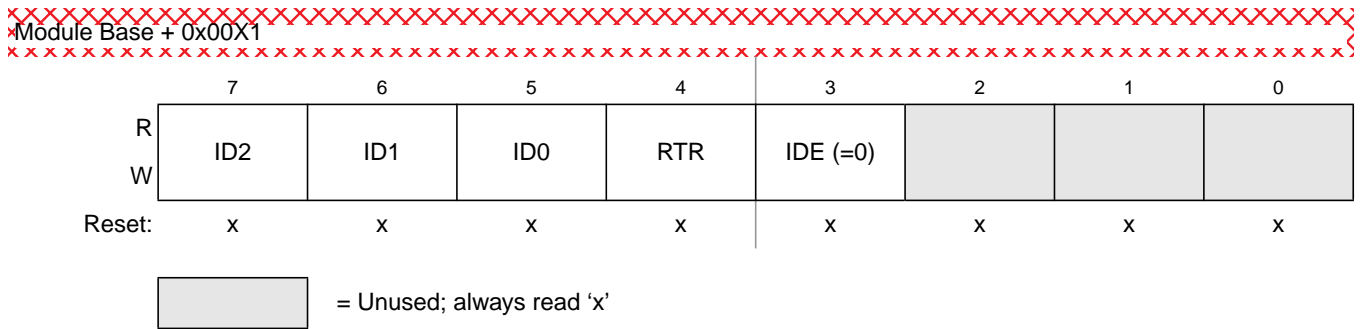 Module Base + 0x00X1
7 6 5 4 3 2 1 0
R
ID2 ID1 ID0 RTR IDE (=0)
W
Reset: x x x x x x x x
= Unused; always read ‘x’